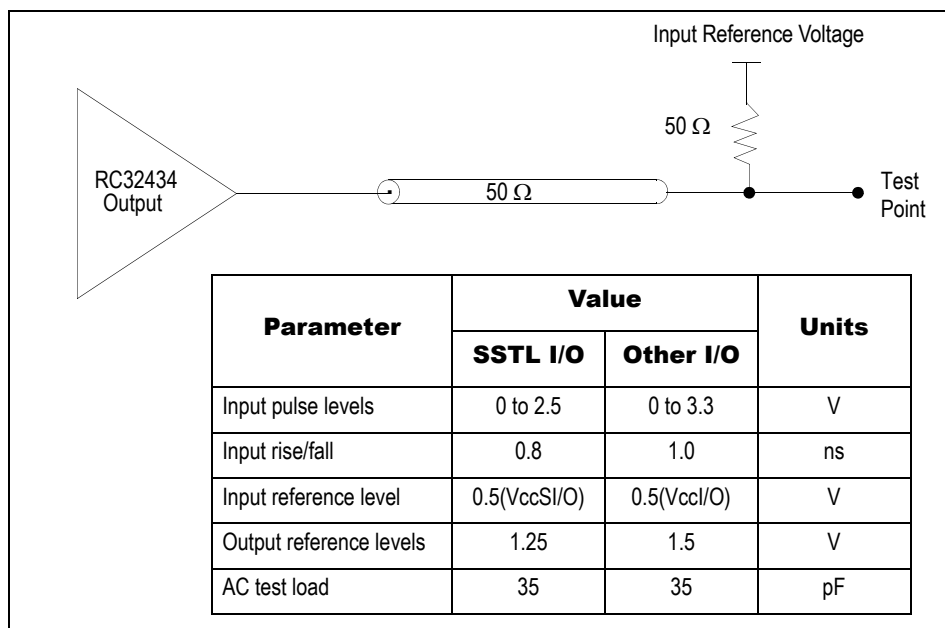 Input Reference Voltage
50 Ω
RC32434
Output
50 Ω
Test
Point
Parameter Value Units
SSTL I/O Other I/O
Input pulse levels 0 to 2.5 0 to 3.3 V
Input rise/fall 0.8 1.0 ns
Input reference level 0.5(VccSI/O) 0.5(VccI/O) V
Output reference levels 1.25 1.5 V
AC test load 35 35 pF